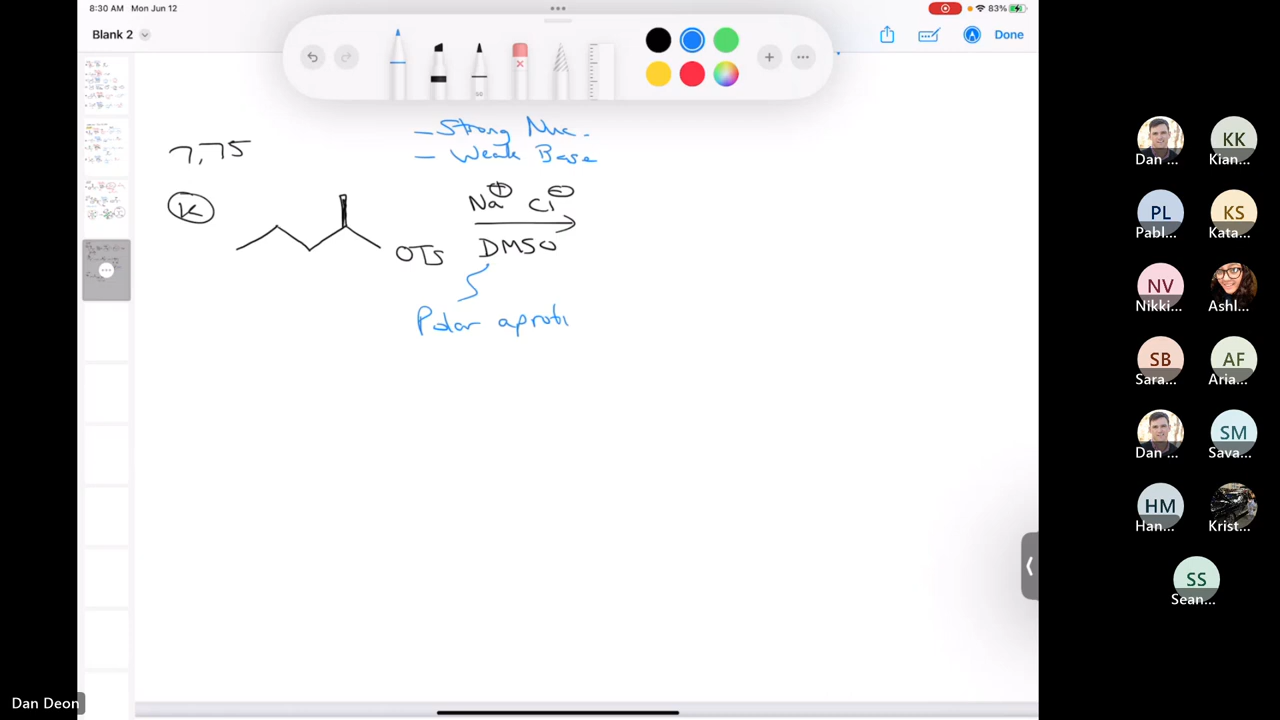 8:30 AM Mon Jun 12
83%
Blank 2
Done
7.75
- Strong Nuc.
- Weak Base
K
Na⊕ Cl⊖
OTs
DMSO
Polar aproti
Dan ...
KK
Kian...
PL
Pabl...
KS
Kata...
NV
Nikki...
Ashl...
SB
Sara...
AF
Aria...
Dan ...
SM
Sava...
HM
Han...
Krist...
SS
Sean...
Dan Deon